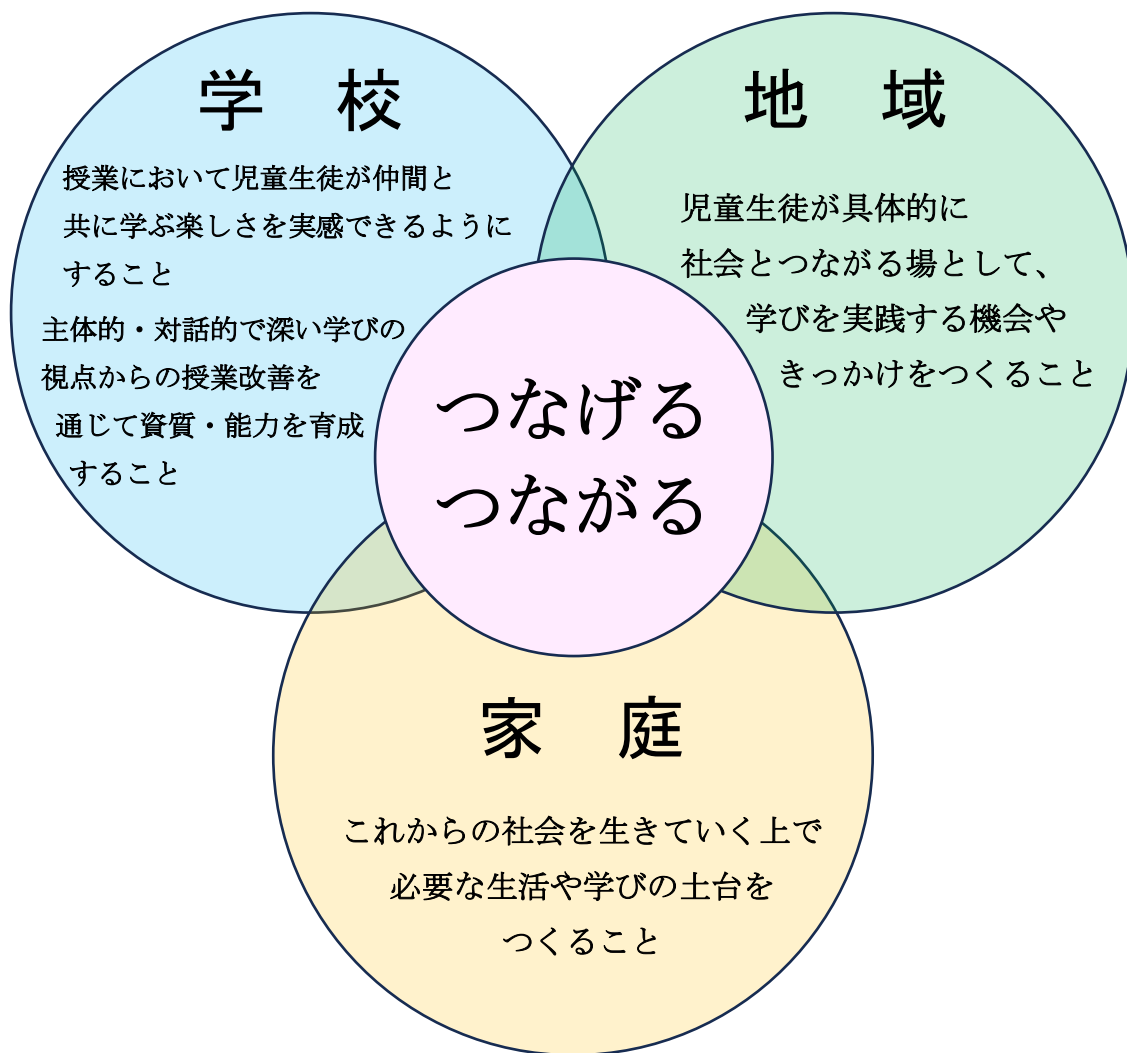 学　校
授業において児童生徒が仲間と
共に学ぶ楽しさを実感できるように
すること
主体的・対話的で深い学びの
視点からの授業改善を
通じて資質・能力を育成
すること
地　域
児童生徒が具体的に
社会とつながる場として、
学びを実践する機会や
きっかけをつくること
つなげる
つながる
家　庭
これからの社会を生きていく上で
必要な生活や学びの土台を
つくること